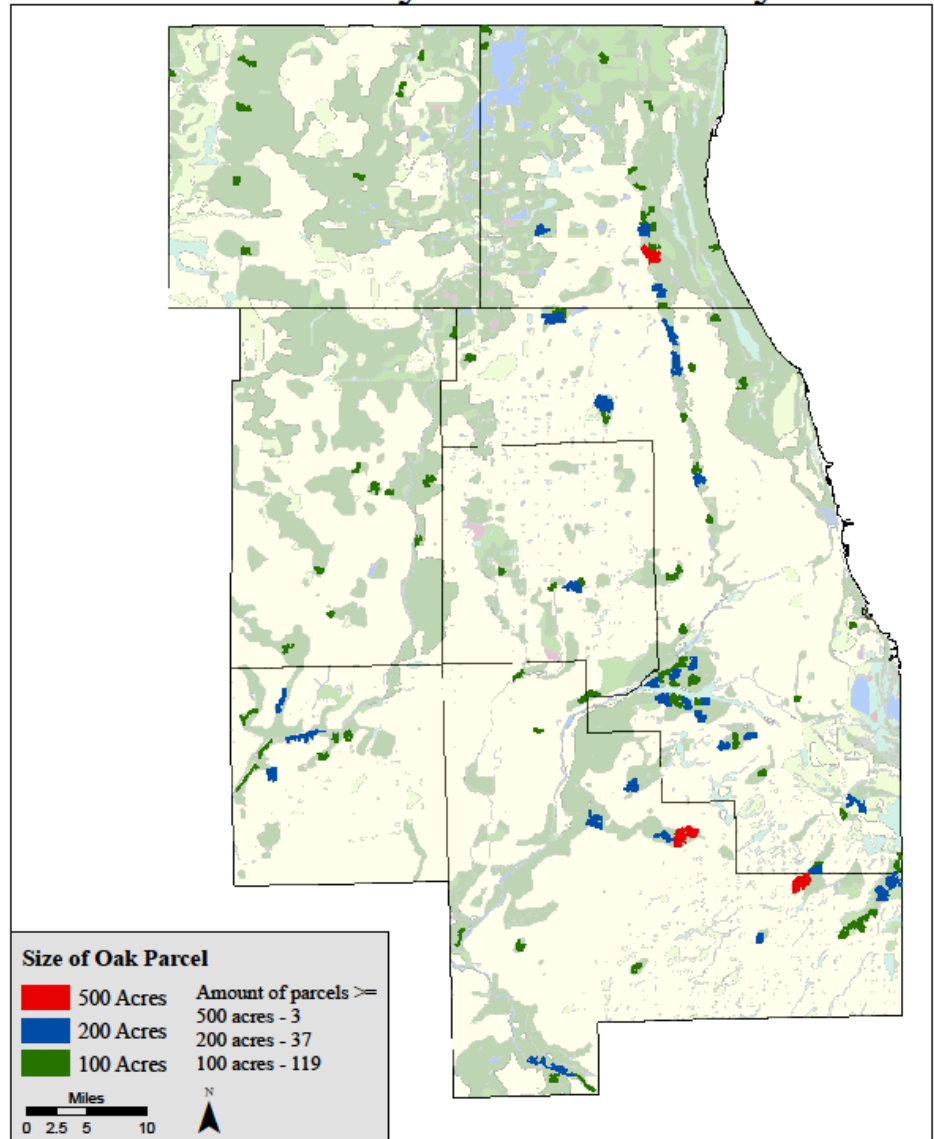 Size of Oak Parcel
500 Acres
200 Acres
100 Acres
Amount of parcels >=
500 acres - 3
200 acres - 37
100 acres - 119
Miles
0 2.5 5 10
N